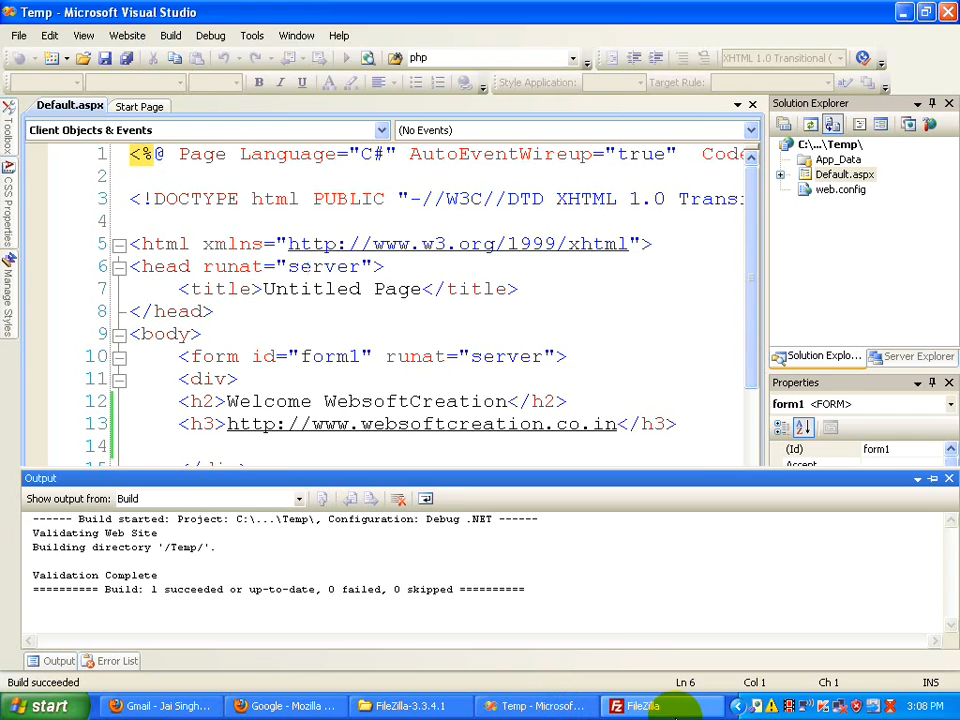 Temp - Microsoft Visual Studio
File Edit View Website Build Debug Tools Window Help
php
XHTML 1.0 Transitional (
Style Application: Target Rule:
Default.aspx Start Page
Client Objects & Events (No Events)
1 <%@ Page Language="C#" AutoEventWireup="true" Code
2
3 <!DOCTYPE html PUBLIC "-//W3C//DTD XHTML 1.0 Transi
4
5 <html xmlns="http://www.w3.org/1999/xhtml">
6 <head runat="server">
7 <title>Untitled Page</title>
8 </head>
9 <body>
10 <form id="form1" runat="server">
11 <div>
12 <h2>Welcome WebsoftCreation</h2>
13 <h3>http://www.websoftcreation.co.in</h3>
14
Toolbox
CSS Properties
Manage Styles
Solution Explorer
C:\...\Temp\
App_Data
Default.aspx
web.config
Solution Explo... Server Explorer
Properties
form1 <FORM>
(Id) form1
Output
Show output from: Build
------ Build started: Project: C:\...\Temp\, Configuration: Debug .NET ------
Validating Web Site
Building directory '/Temp/'.
Validation Complete
========== Build: 1 succeeded or up-to-date, 0 failed, 0 skipped ==========
Output Error List
Build succeeded Ln 6 Col 1 Ch 1 INS
start Gmail - Jai Singh... Google - Mozilla ... FileZilla-3.3.4.1 Temp - Microsof... FileZilla 3:08 PM